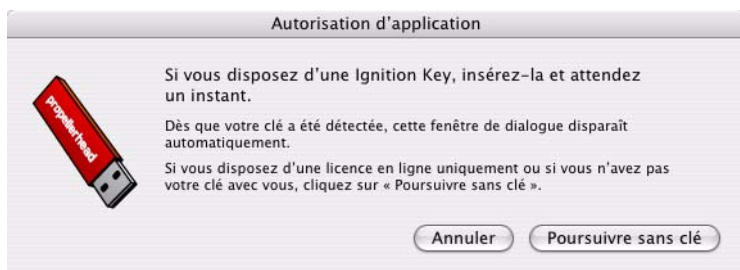 Autorisation d'application
Si vous disposez d'une Ignition Key, insérez-la et attendez
un instant.
propellerhead
Dès que votre clé a été détectée, cette fenêtre de dialogue disparaît
automatiquement.
Si vous disposez d'une licence en ligne uniquement ou si vous n'avez pas
votre clé avec vous, cliquez sur « Poursuivre sans clé ».
Annuler
Poursuivre sans clé